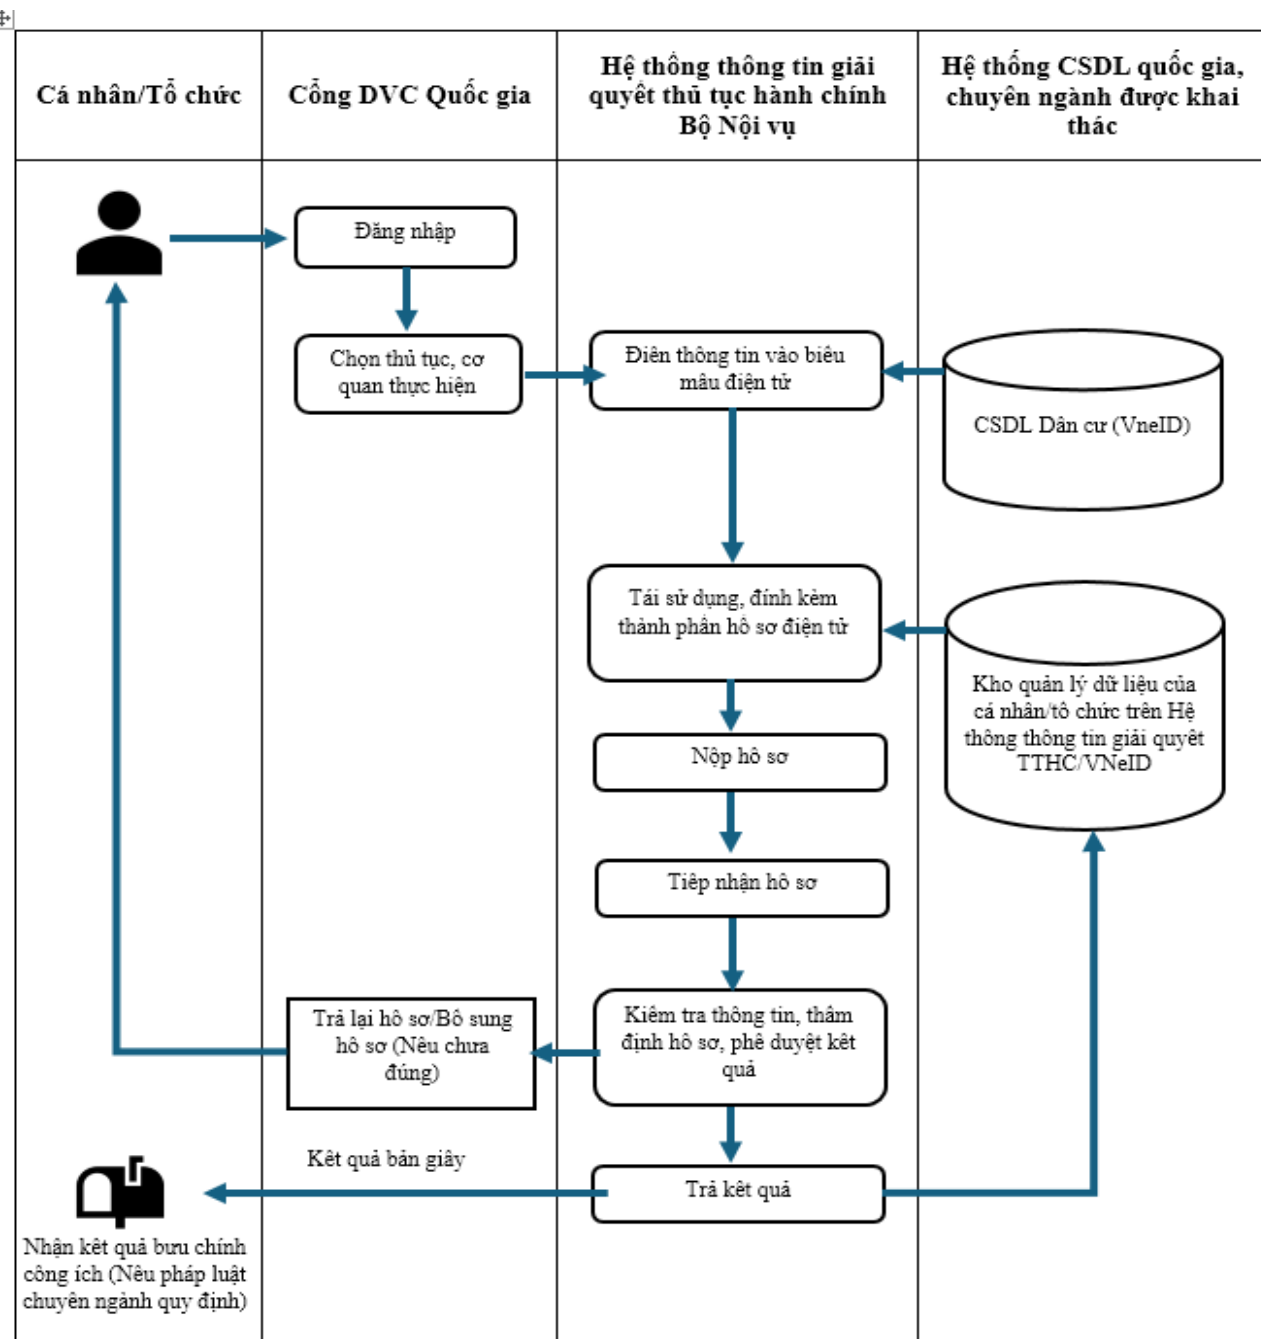 Cá nhân/Tổ chức
Cổng DVC Quốc gia
Hệ thống thông tin giải
quyết thủ tục hành chính
Bộ Nội vụ
Hệ thống CSDL quốc gia,
chuyên ngành được khai
thác
Đăng nhập
Chọn thủ tục, cơ
quan thực hiện
Điền thông tin vào biểu
mẫu điện tử
CSDL Dân cư (VneID)
Tái sử dụng, đính kèm
thành phần hồ sơ điện tử
Kho quản lý dữ liệu của
cá nhân/tổ chức trên Hệ
thống thông tin giải quyết
TTHC/VNeID
Nộp hồ sơ
Tiếp nhận hồ sơ
Kiểm tra thông tin, thẩm
định hồ sơ, phê duyệt kết
quả
Trả lại hồ sơ/Bổ sung
hồ sơ (Nếu chưa
đúng)
Kết quả bản giấy
Trả kết quả
Nhận kết quả bưu chính
công ích (Nếu pháp luật
chuyên ngành quy định)